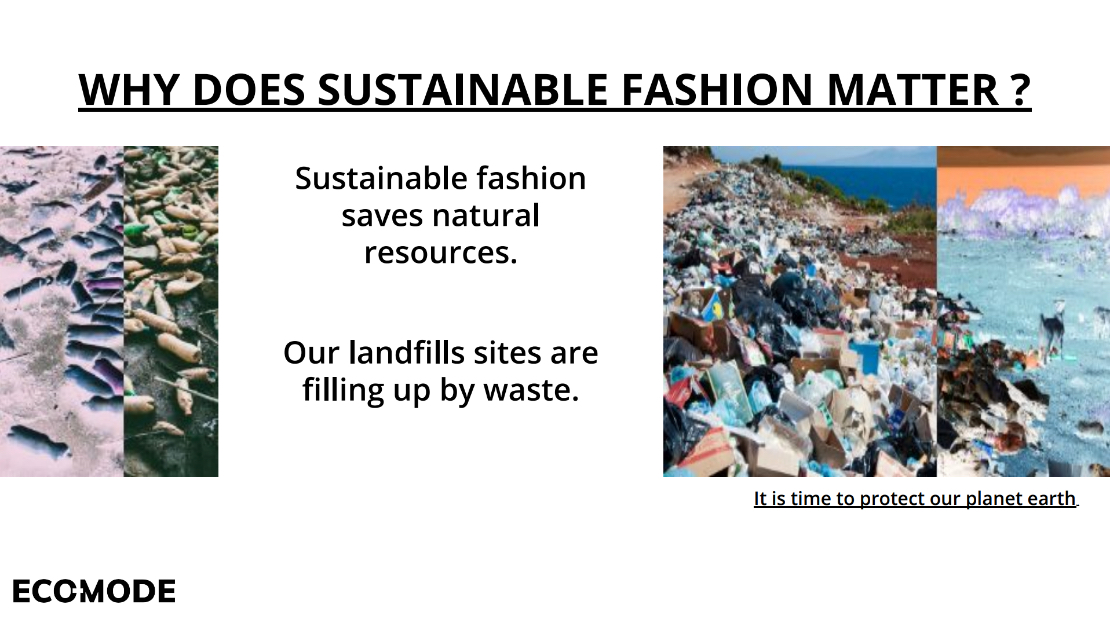 WHY DOES SUSTAINABLE FASHION MATTER ?
Sustainable fashion
saves natural
resources.
Our landfills sites are
filling up by waste.
It is time to protect our planet earth.
ECOMODE